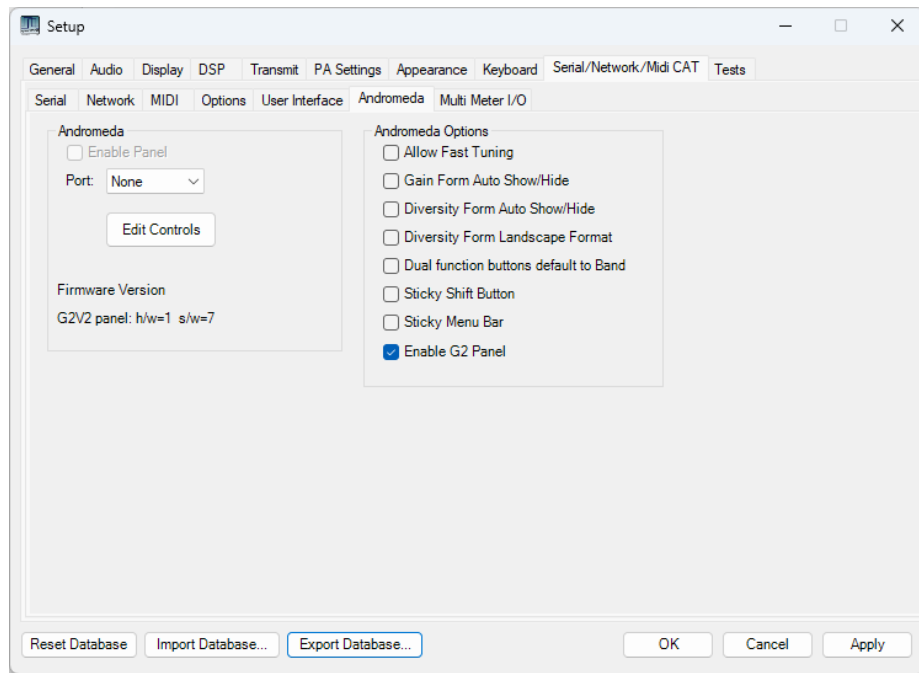 Setup
General Audio Display DSP Transmit PA Settings Appearance Keyboard Serial/Network/Midi CAT Tests
Serial Network MIDI Options User Interface Andromeda Multi Meter I/O
Andromeda
Enable Panel
Port: None
Edit Controls
Firmware Version
G2V2 panel: h/w=1 s/w=7
Andromeda Options
Allow Fast Tuning
Gain Form Auto Show/Hide
Diversity Form Auto Show/Hide
Diversity Form Landscape Format
Dual function buttons default to Band
Sticky Shift Button
Sticky Menu Bar
Enable G2 Panel
Reset Database Import Database... Export Database... OK Cancel Apply